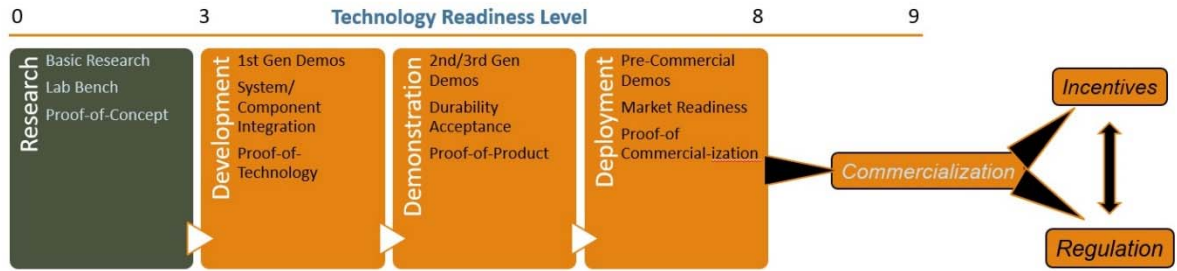 0 3 Technology Readiness Level 8 9
Research
Basic Research
Lab Bench
Proof-of-Concept
Development
1st Gen Demos
System/
Component
Integration
Proof-of-
Technology
Demonstration
2nd/3rd Gen
Demos
Durability
Acceptance
Proof-of-Product
Deployment
Pre-Commercial
Demos
Market Readiness
Proof-of
Commercial-ization
Commercialization
Incentives
Regulation